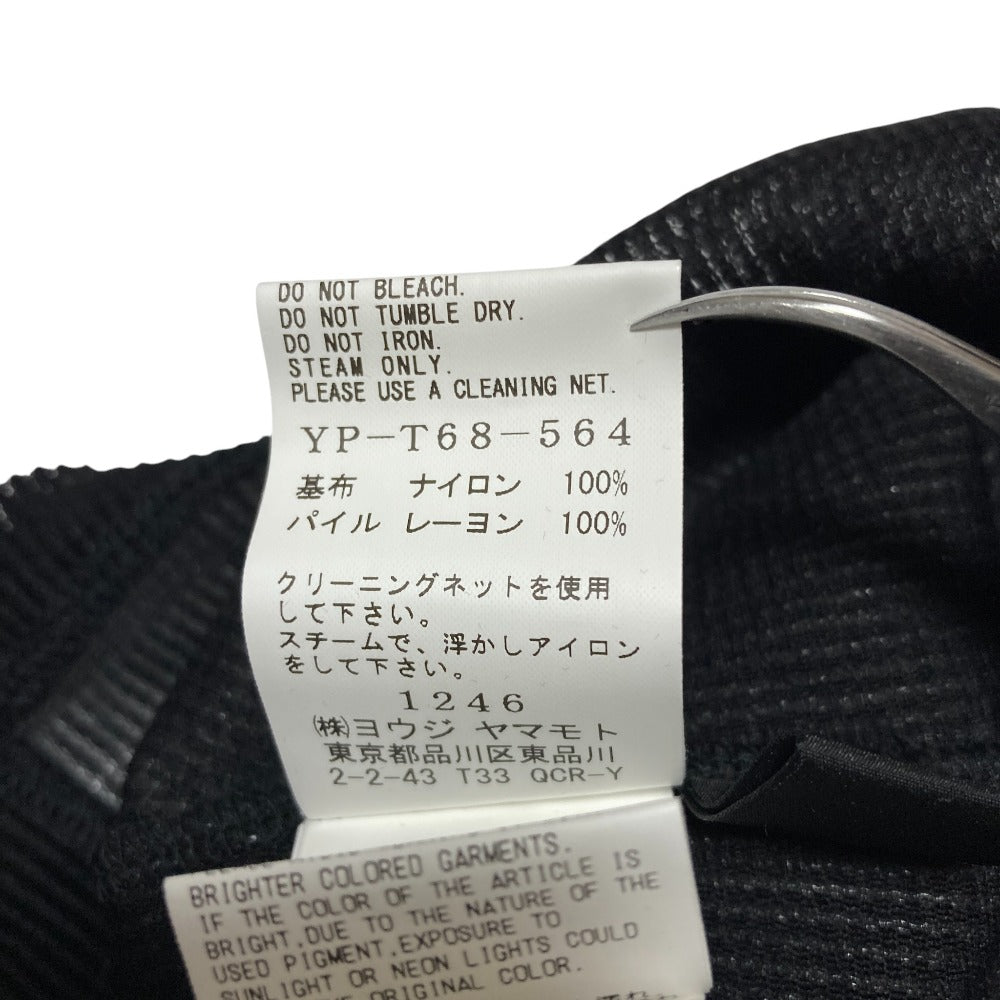 DO NOT BLEACH.
DO NOT TUMBLE DRY.
DO NOT IRON.
STEAM ONLY.
PLEASE USE A CLEANING NET.
YP-T68-564
基布 ナイロン 100%
パイル レーヨン 100%
クリーニングネットを使用
して下さい。
スチームで、浮かしアイロン
をして下さい。
1246
㈱ヨウジ ヤマモト
東京都品川区東品川
2-2-43 T33 QCR-Y
BRIGHTER COLORED GARMENTS.
IF THE COLOR OF THE ARTICLE IS
BRIGHT,DUE TO THE NATURE OF THE
USED PIGMENT,EXPOSURE TO
SUNLIGHT OR NEON LIGHTS COULD
ORIGINAL COLOR.